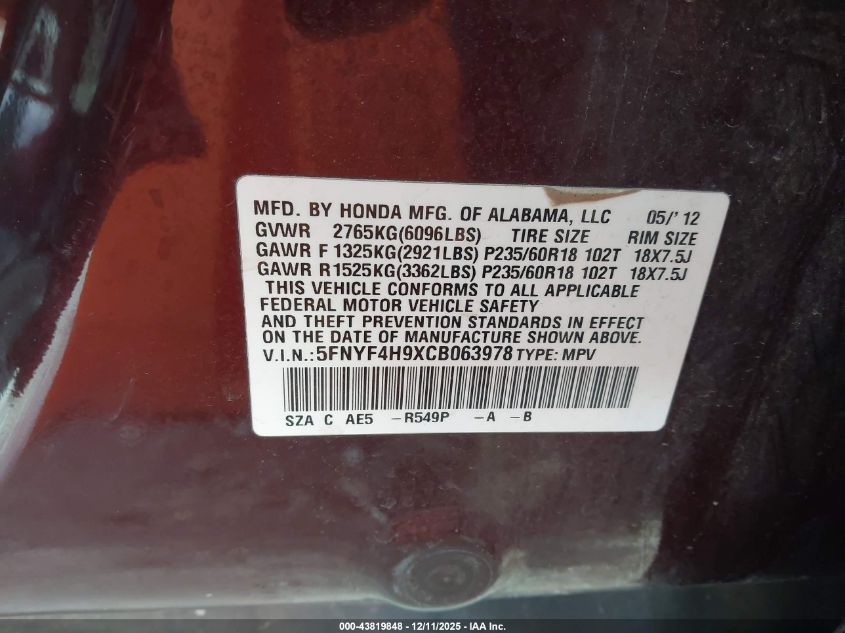 MFD. BY HONDA MFG. OF ALABAMA, LLC 05/'12
GVWR 2765KG(6096LBS) TIRE SIZE RIM SIZE
GAWR F 1325KG(2921LBS) P235/60R18 102T 18X7.5J
GAWR R1525KG(3362LBS) P235/60R18 102T 18X7.5J
THIS VEHICLE CONFORMS TO ALL APPLICABLE
FEDERAL MOTOR VEHICLE SAFETY
AND THEFT PREVENTION STANDARDS IN EFFECT
ON THE DATE OF MANUFACTURE SHOWN ABOVE.
V.I.N.:5FNYF4H9XCB063978 TYPE: MPV
SZA C AE5 -R549P -A -B
000-43819848 - 12/11/2025 - IAA Inc.